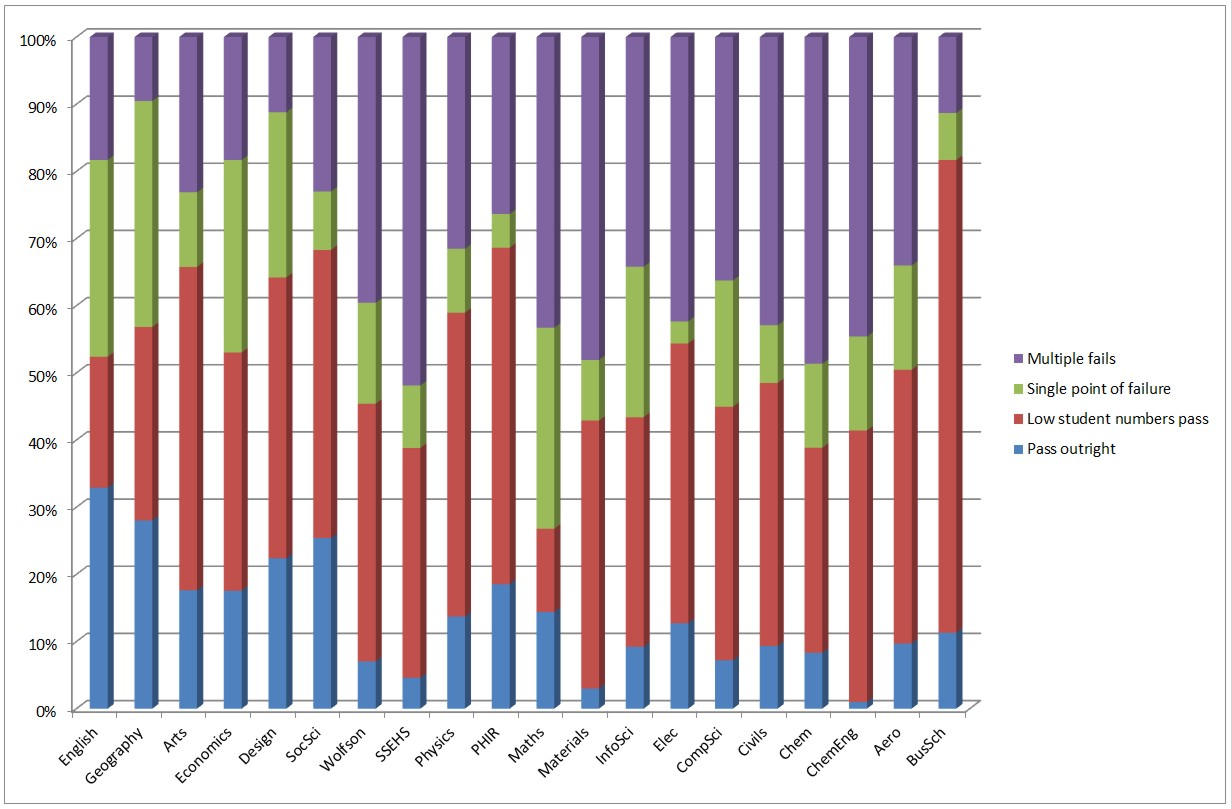 100%
90%
80%
70%
60%
50%
40%
30%
20%
10%
0%
English
Geography
Arts
Economics
Design
SocSci
Wolfson
SSEHS
Physics
PHIR
Maths
Materials
InfoSci
Elec
CompSci
Civils
Chem
ChemEng
Aero
BusSch
Multiple fails
Single point of failure
Low student numbers pass
Pass outright